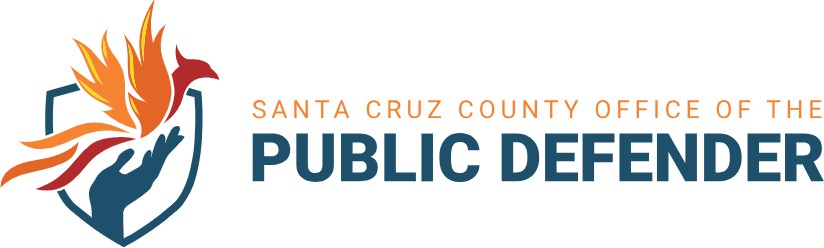 SANTA CRUZ COUNTY OFFICE OF THE
PUBLIC DEFENDER